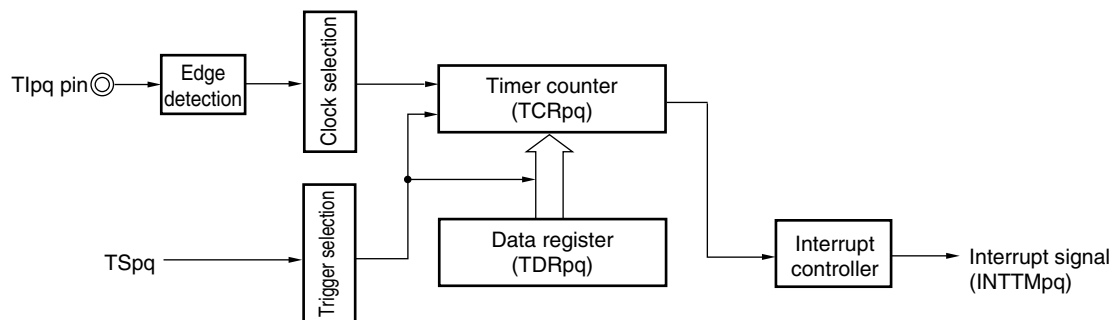 TIpq pin
Edge
detection
Clock selection
Timer counter
(TCRpq)
TSpq
Trigger selection
Data register
(TDRpq)
Interrupt
controller
Interrupt signal
(INTTMpq)